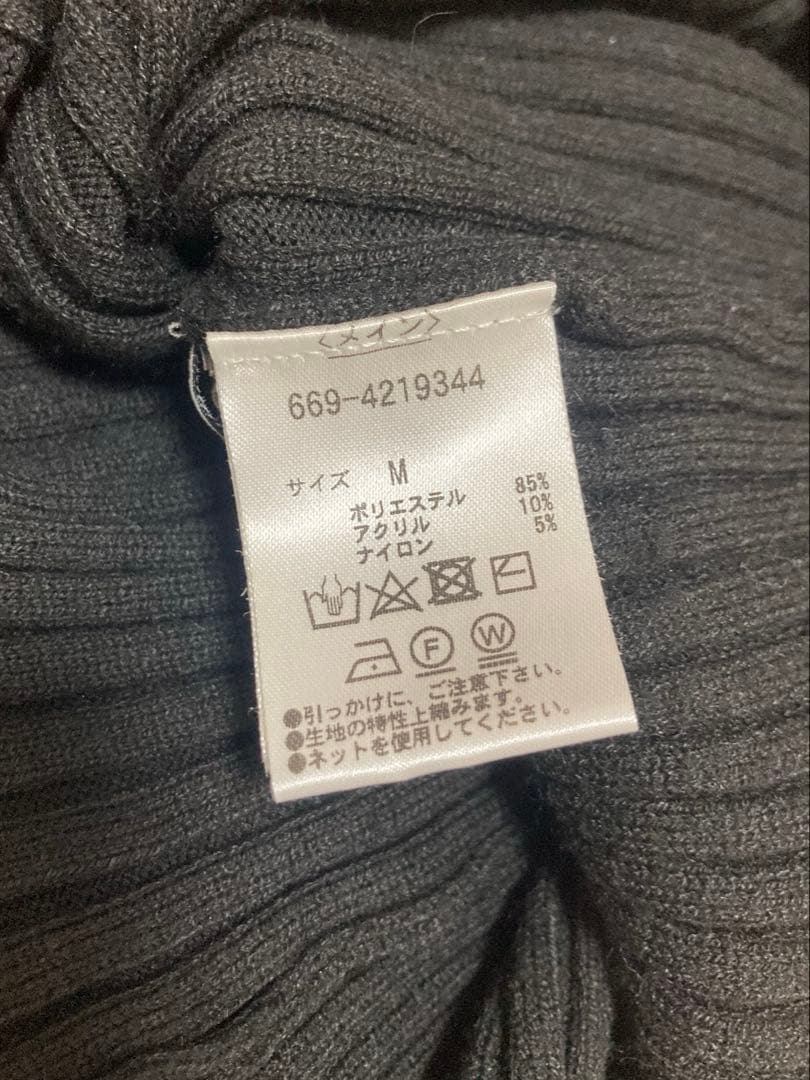 〈メイン〉
669-4219344
サイズ M
ポリエステル 85%
アクリル 10%
ナイロン 5%
F W
●引っかけに、ご注意下さい。
●生地の特性上縮みます。
●ネットを使用してください。